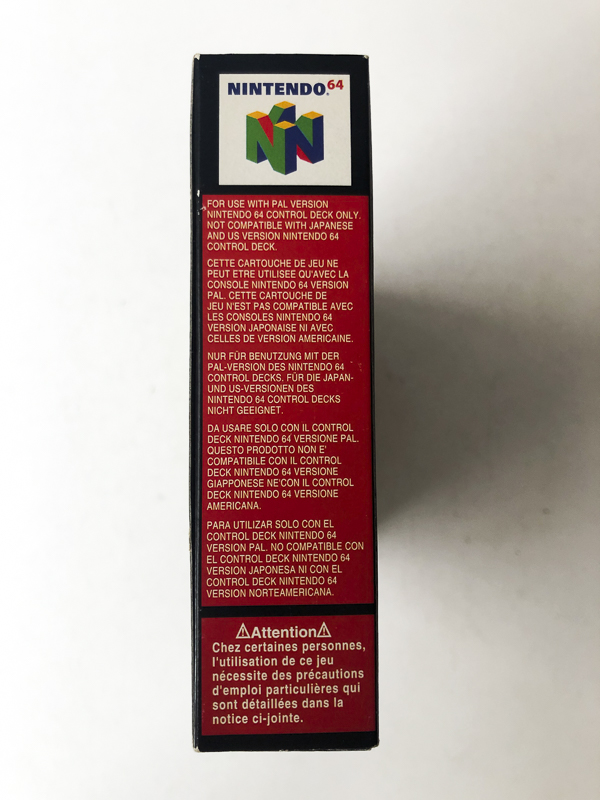 NINTENDO 64
FOR USE WITH PAL VERSION
NINTENDO 64 CONTROL DECK ONLY.
NOT COMPATIBLE WITH JAPANESE
AND US VERSION NINTENDO 64
CONTROL DECK.
CETTE CARTOUCHE DE JEU NE
PEUT ETRE UTILISEE QU'AVEC LA
CONSOLE NINTENDO 64 VERSION
PAL. CETTE CARTOUCHE DE
JEU N'EST PAS COMPATIBLE AVEC
LES CONSOLES NINTENDO 64
VERSION JAPONAISE NI AVEC
CELLES DE VERSION AMERICAINE.
NUR FÜR BENUTZUNG MIT DER
PAL-VERSION DES NINTENDO 64
CONTROL DECKS. FÜR DIE JAPAN-
UND US-VERSIONEN DES
NINTENDO 64 CONTROL DECKS
NICHT GEEIGNET.
DA USARE SOLO CON IL CONTROL
DECK NINTENDO 64 VERSIONE PAL.
QUESTO PRODOTTO NON E'
COMPATIBILE CON IL CONTROL
DECK NINTENDO 64 VERSIONE
GIAPPONESE NE'CON IL CONTROL
DECK NINTENDO 64 VERSIONE
AMERICANA.
PARA UTILIZAR SOLO CON EL
CONTROL DECK NINTENDO 64
VERSION PAL. NO COMPATIBLE CON
EL CONTROL DECK NINTENDO 64
VERSION JAPONESA NI CON EL
CONTROL DECK NINTENDO 64
VERSION NORTEAMERICANA.
⚠Attention⚠
Chez certaines personnes,
l'utilisation de ce jeu
nécessite des précautions
d'emploi particulières qui
sont détaillées dans la
notice ci-jointe.